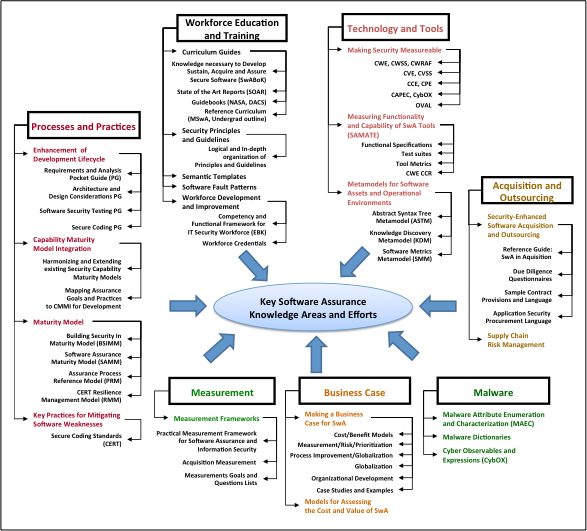 Workforce Education
and Training
Curriculum Guides
Knowledge necessary to Develop
Sustain, Acquire and Assure
Secure Software (SwABoK)
State of the Art Reports (SOAR)
Guidebooks (NASA, DACS)
Reference Curriculum
(MSwA, Undergrad outline)
Security Principles
and Guidelines
Logical and In-depth
organization of
Principles and Guidelines
Semantic Templates
Software Fault Patterns
Workforce Development
and Improvement
Competency and
Functional Framework for
IT Security Workforce (EBK)
Workforce Credentials
Technology and Tools
Making Security Measureable
CWE, CWSS, CWRAF
CVE, CVSS
CCE, CPE
CAPEC, CybOX
OVAL
Measuring Functionality
and Capability of SwA Tools
(SAMATE)
Functional Specifications
Test suites
Tool Metrics
CWE CCR
Metamodels for Software
Assets and Operational
Environments
Abstract Syntax Tree
Metamodel (ASTM)
Knowledge Discovery
Metamodel (KDM)
Software Metrics
Metamodel (SMM)
Processes and Practices
Enhancement of
Development Lifecycle
Requirements and Analysis
Pocket Guide (PG)
Architecture and
Design Considerations PG
Software Security Testing PG
Secure Coding PG
Capability Maturity
Model Integration
Harmonizing and Extending
existing Security Capability
Maturity Models
Mapping Assurance
Goals and Practices
to CMMI for Development
Maturity Model
Building Security In
Maturity Model (BSIMM)
Software Assurance
Maturity Model (SAMM)
Assurance Process
Reference Model (PRM)
CERT Resilience
Management Model (RMM)
Key Practices for Mitigating
Software Weaknesses
Secure Coding Standards
(CERT)
Acquisition and
Outsourcing
Security-Enhanced
Software Acquisition
and Outsourcing
Reference Guide:
SwA in Aquisition
Due Diligence
Questionnaires
Sample Contract
Provisions and Language
Application Security
Procurement Language
Supply Chain
Risk Management
Key Software Assurance
Knowledge Areas and Efforts
Measurement
Measurement Frameworks
Practical Measurement Framework
for Software Assurance and
Information Security
Acquisition Measurement
Measurements Goals and
Questions Lists
Business Case
Making a Business
Case for SwA
Cost/Benefit Models
Measurement/Risk/Prioritization
Process Improvement/Globalization
Globalization
Organizational Development
Case Studies and Examples
Models for Assessing
the Cost and Value of SwA
Malware
Malware Attribute Enumeration
and Characterization (MAEC)
Malware Dictionaries
Cyber Observables and
Expressions (CybOX)